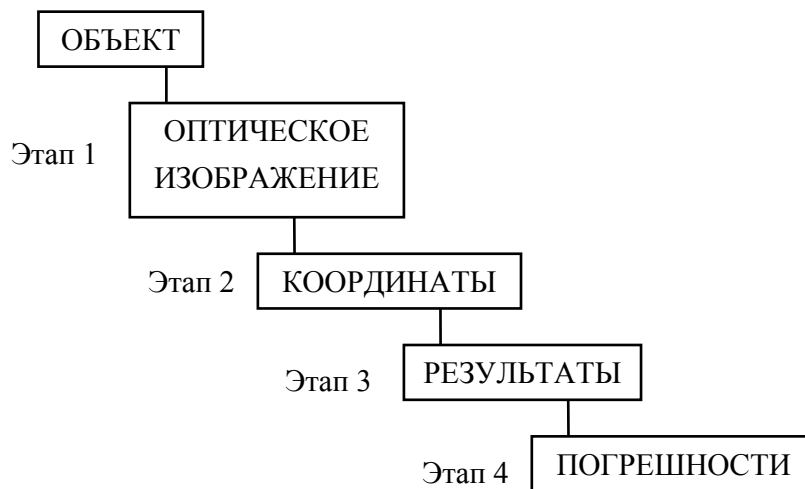 ОБЪЕКТ
Этап 1
ОПТИЧЕСКОЕ
ИЗОБРАЖЕНИЕ
Этап 2
КООРДИНАТЫ
Этап 3
РЕЗУЛЬТАТЫ
Этап 4
ПОГРЕШНОСТИ